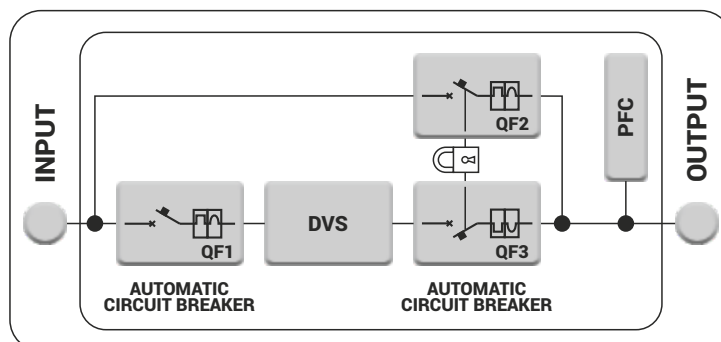 INPUT
OUTPUT
QF2
PFC
QF1
DVS
QF3
AUTOMATIC
CIRCUIT BREAKER
AUTOMATIC
CIRCUIT BREAKER